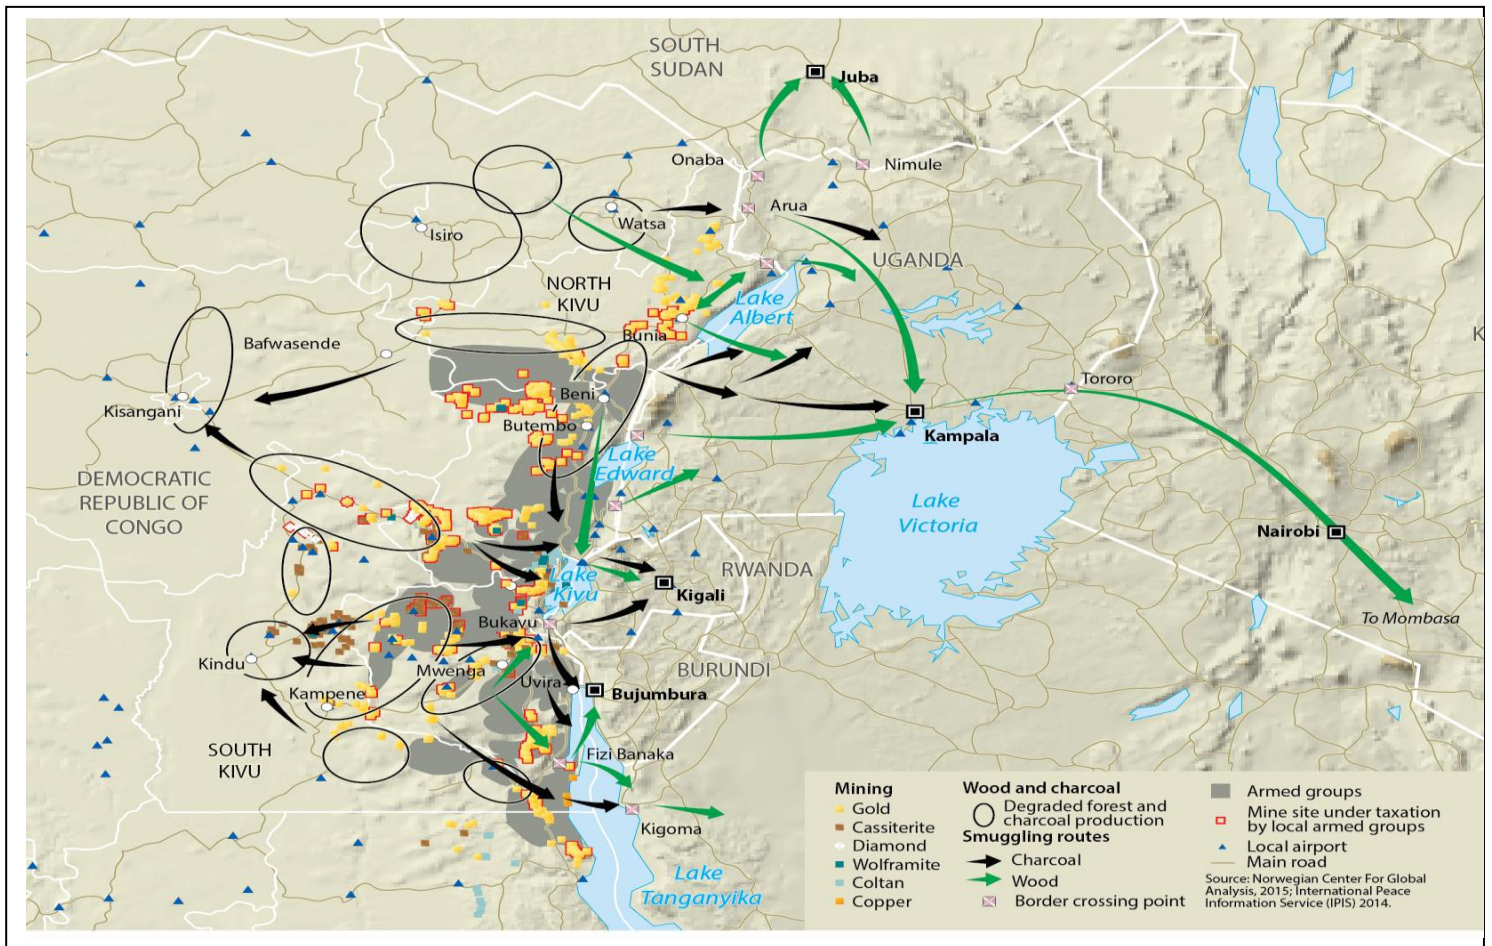 SOUTH
SUDAN
Juba
Onaba
Nimule
Arua
Watsa
Isiro
UGANDA
NORTH
KIVU
Lake
Albert
Bunia
Bafwasende
Kisangani
Beni
Butembo
Tororo
Kampala
K
Lake
Edward
DEMOCRATIC
REPUBLIC OF
CONGO
Lake
Victoria
Nairobi
RWANDA
Lake
Kivu
Kigali
To Mombasa
Bukavu
Kindu
Mwenga
BURUNDI
Uvira
Bujumbura
Kampene
SOUTH
KIVU
Fizi Banaka
Kigoma
Lake
Tanganyika
Mining
Gold
Cassiterite
Diamond
Wolframite
Coltan
Copper
Wood and charcoal
Degraded forest and
charcoal production
Smuggling routes
Charcoal
Wood
Border crossing point
Armed groups
Mine site under taxation
by local armed groups
Local airport
Main road
Source: Norwegian Center For Global
Analysis, 2015; International Peace
Information Service (IPIS) 2014.